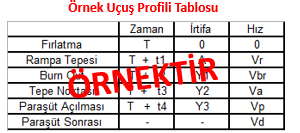 Örnek Uçuş Profili Tablosu
Zaman İrtifa Hız
Fırlatma T 0 0
Rampa Tepesi T + t1 Vr
Burn Vbr
Tepe Noktası T + t3 Y2 Va
Paraşüt Açılması T + t4 Y3 Vp
Paraşüt Sonrası - - Vd
ÖRNEKTİR